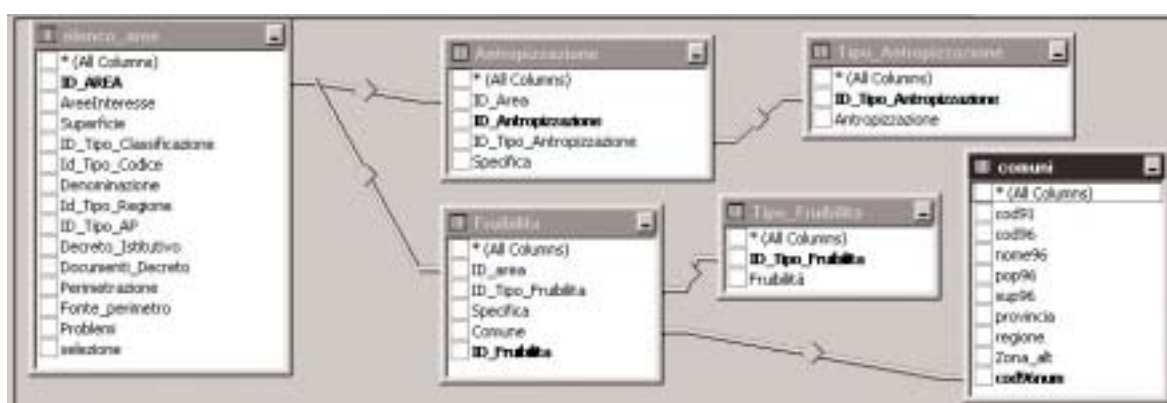 elenco_aree
* (All Columns)
ID_AREA
AreeInteresse
Superficie
ID_Tipo_Classificazione
Id_Tipo_Codice
Denominazione
Id_Tipo_Regione
ID_Tipo_AP
Decreto_Istitutivo
Documenti_Decreto
Perimetrazione
Fonte_perimetro
Problemi
selezione
Antropizzazione
* (All Columns)
ID_Area
ID_Antropizzazione
ID_Tipo_Antropizzazione
Specifica
Tipo_Antropizzazione
* (All Columns)
ID_Tipo_Antropizzazione
Antropizzazione
Fruibilita
* (All Columns)
ID_area
ID_Tipo_Fruibilita
Specifica
Comune
ID_Fruibilita
Tipo_Fruibilita
* (All Columns)
ID_Tipo_Fruibilita
Fruibilità
comuni
* (All Columns)
cod91
cod96
nome96
pop96
sup96
provincia
regione
Zona_alt
cod96num